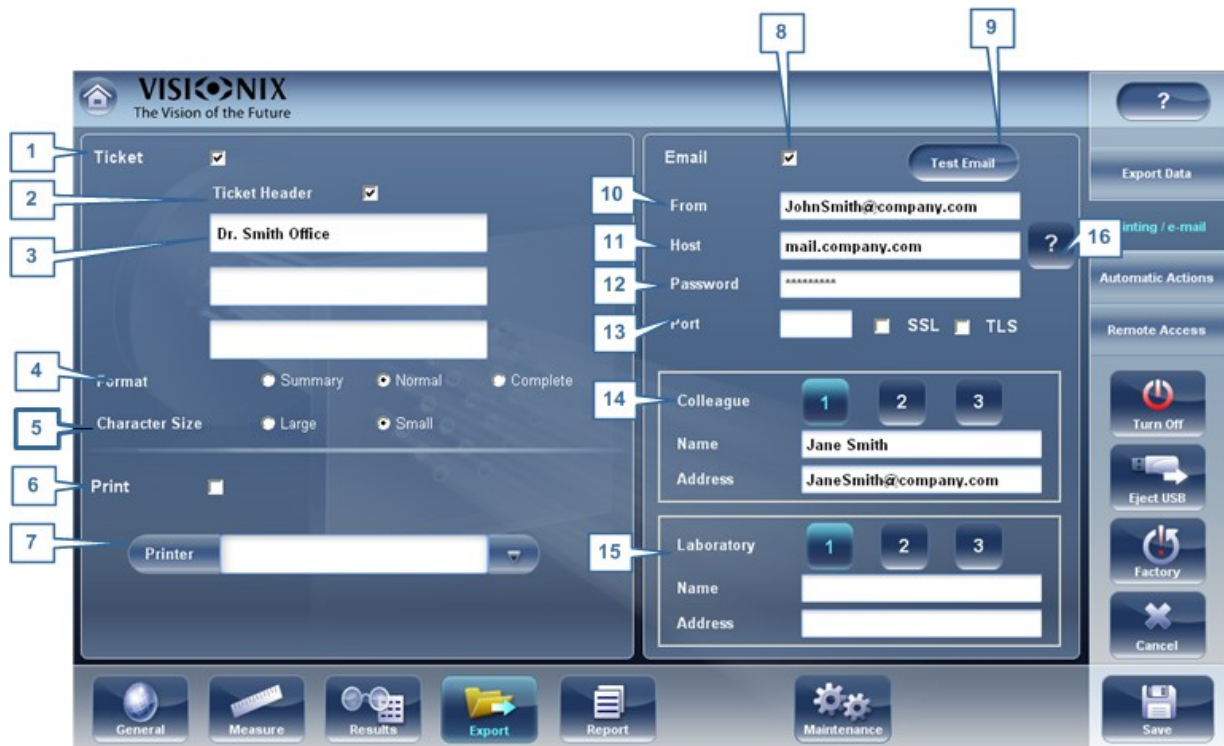 8
9
VISIONIX
The Vision of the Future
?
1
Ticket
2
Ticket Header
3
Dr. Smith Office
4
Format
Summary
Normal
Complete
5
Character Size
Large
Small
6
Print
7
Printer
Email
Test Email
10
From
JohnSmith@company.com
11
Host
mail.company.com
?
16
12
Password
*********
13
Port
SSL
TLS
14
Colleague
1
2
3
Name
Jane Smith
Address
JaneSmith@company.com
15
Laboratory
1
2
3
Name
Address
Export Data
inting / e-mail
Automatic Actions
Remote Access
Turn Off
Eject USB
Factory
Cancel
General
Measure
Results
Export
Report
Maintenance
Save